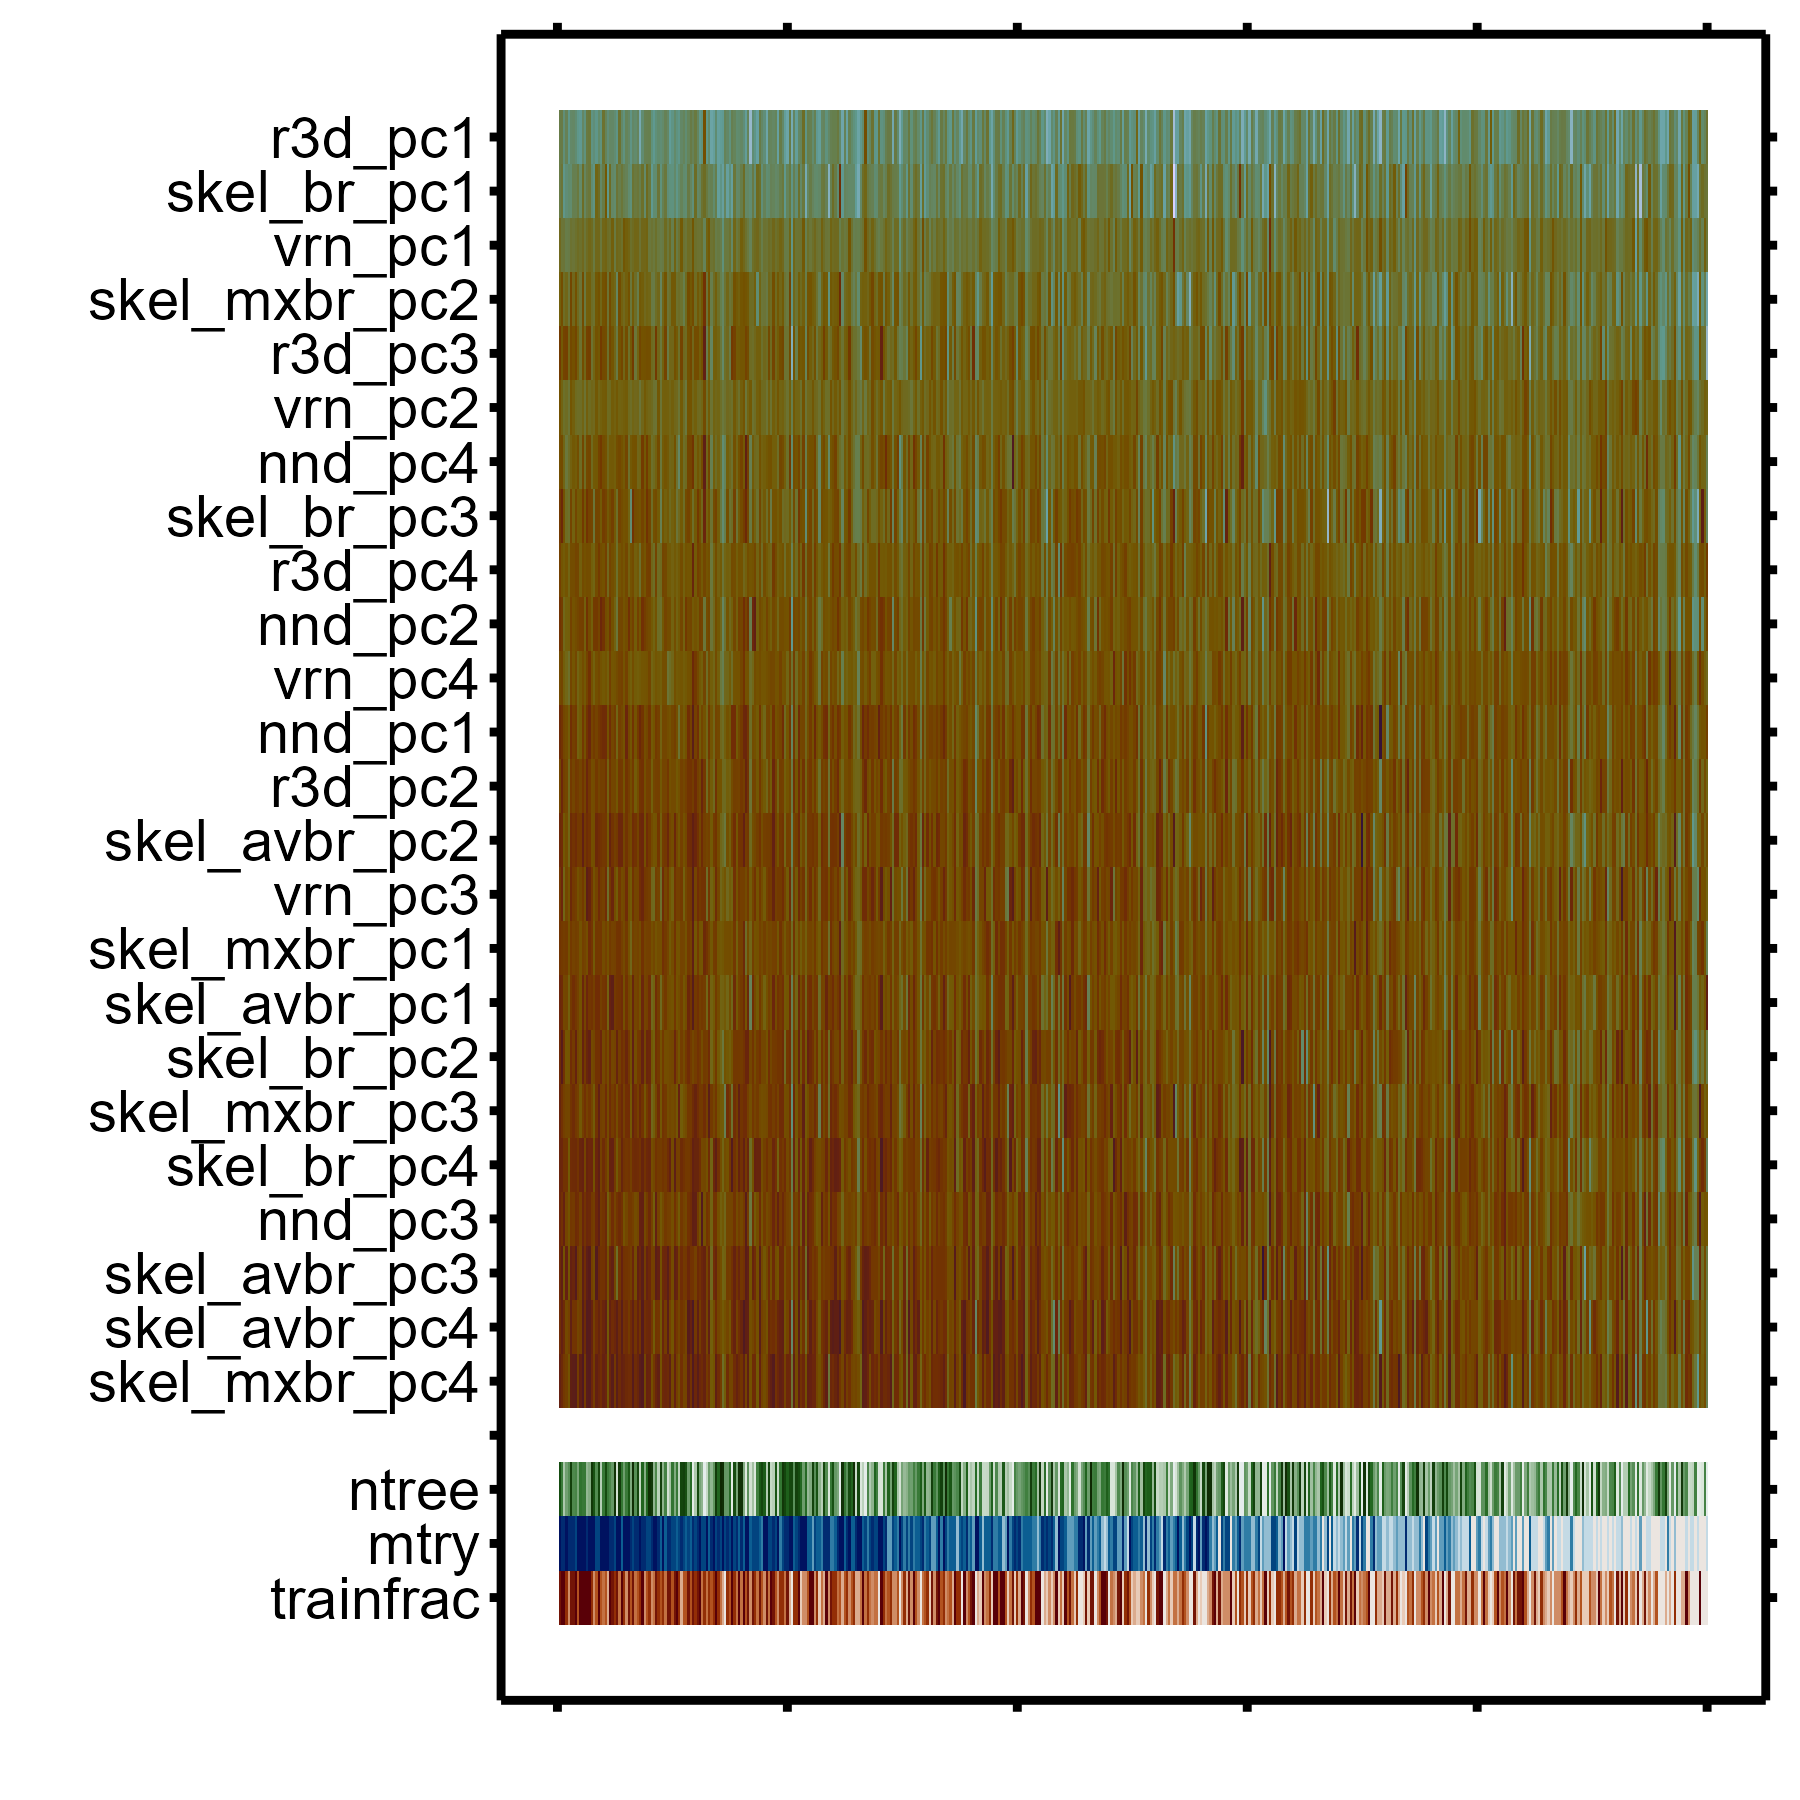 r3d_pc1
skel_br_pc1
vrn_pc1
skel_mxbr_pc2
r3d_pc3
vrn_pc2
nnd_pc4
skel_br_pc3
r3d_pc4
nnd_pc2
vrn_pc4
nnd_pc1
r3d_pc2
skel_avbr_pc2
vrn_pc3
skel_mxbr_pc1
skel_avbr_pc1
skel_br_pc2
skel_mxbr_pc3
skel_br_pc4
nnd_pc3
skel_avbr_pc3
skel_avbr_pc4
skel_mxbr_pc4
ntree
mtry
trainfrac